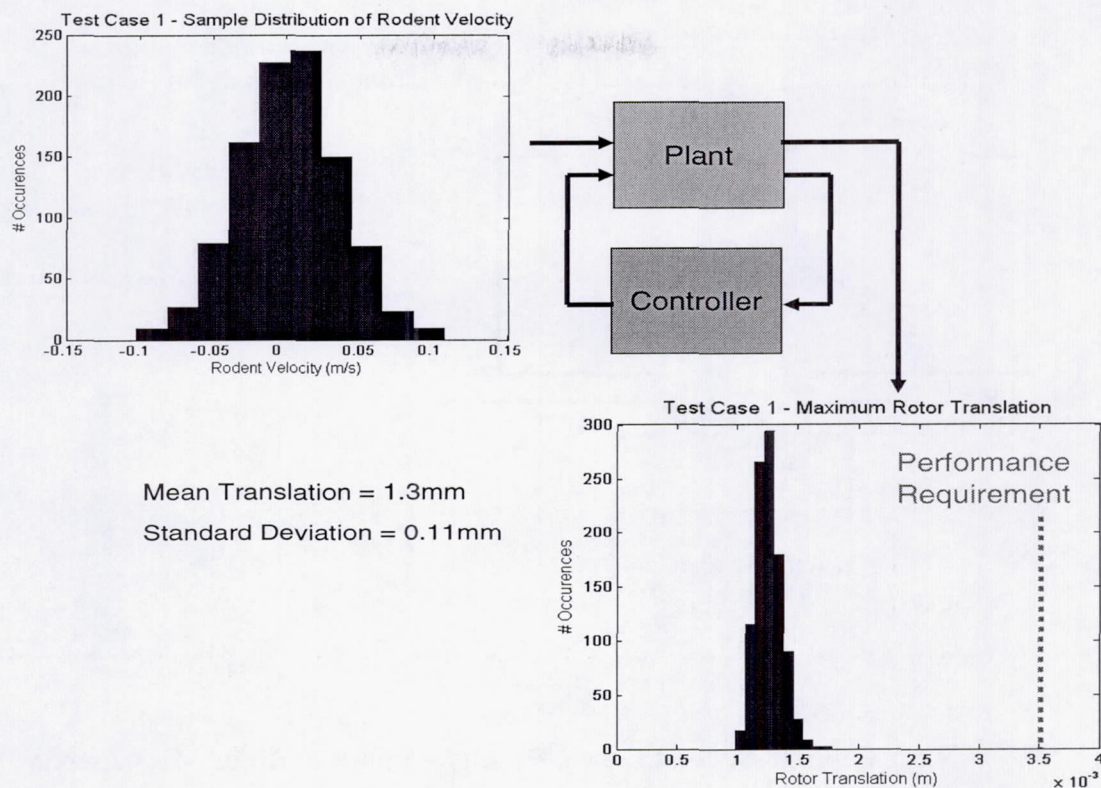 Test Case 1 - Sample Distribution of Rodent Velocity
250
200
150
100
50
0
# Occurences
-0.15
-0.1
-0.05
0
0.05
0.1
0.15
Rodent Velocity (m/s)
Plant
Controller
Mean Translation = 1.3mm
Standard Deviation = 0.11mm
Test Case 1 - Maximum Rotor Translation
300
250
200
150
100
50
0
# Occurences
Performance
Requirement
0
0.5
1
1.5
2
2.5
3
3.5
4
Rotor Translation (m)
x 10-3